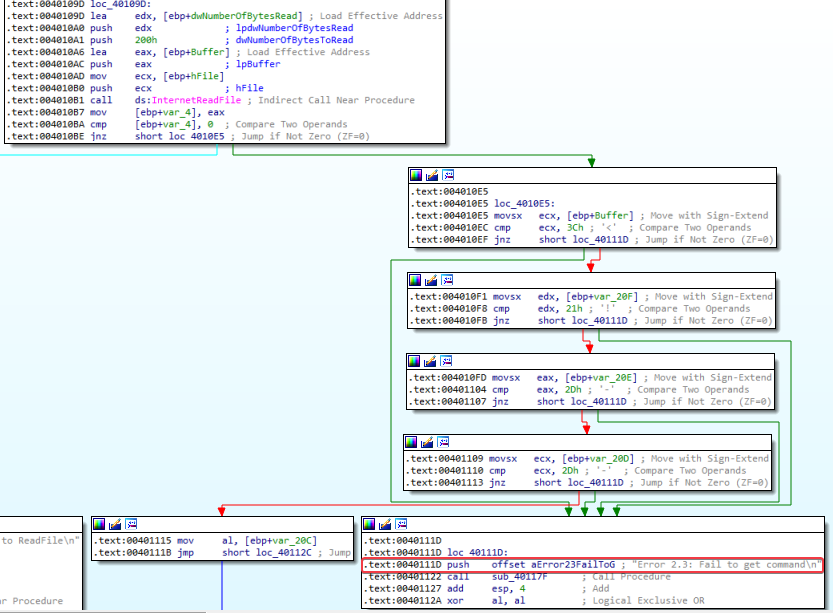 .text:0040109D loc_40109D:
.text:0040109D lea     edx, [ebp+dwNumberOfBytesRead] ; Load Effective Address
.text:004010A0 push    edx             ; lpdwNumberOfBytesRead
.text:004010A1 push    200h            ; dwNumberOfBytesToRead
.text:004010A6 lea     eax, [ebp+Buffer] ; Load Effective Address
.text:004010AC push    eax             ; lpBuffer
.text:004010AD mov     ecx, [ebp+hFile]
.text:004010B0 push    ecx             ; hFile
.text:004010B1 call    ds:InternetReadFile ; Indirect Call Near Procedure
.text:004010B7 mov     [ebp+var_4], eax
.text:004010BA cmp     [ebp+var_4], 0  ; Compare Two Operands
.text:004010BE jnz     short loc_4010E5 ; Jump if Not Zero (ZF=0)
.text:004010E5
.text:004010E5 loc_4010E5:
.text:004010E5 movsx   ecx, [ebp+Buffer] ; Move with Sign-Extend
.text:004010EC cmp     ecx, 3Ch ; '<'  ; Compare Two Operands
.text:004010EF jnz     short loc_40111D ; Jump if Not Zero (ZF=0)
.text:004010F1 movsx   edx, [ebp+var_20F] ; Move with Sign-Extend
.text:004010F8 cmp     edx, 21h ; '!'  ; Compare Two Operands
.text:004010FB jnz     short loc_40111D ; Jump if Not Zero (ZF=0)
.text:004010FD movsx   eax, [ebp+var_20E] ; Move with Sign-Extend
.text:00401104 cmp     eax, 2Dh ; '-'  ; Compare Two Operands
.text:00401107 jnz     short loc_40111D ; Jump if Not Zero (ZF=0)
.text:00401109 movsx   ecx, [ebp+var_20D] ; Move with Sign-Extend
.text:00401110 cmp     ecx, 2Dh ; '-'  ; Compare Two Operands
.text:00401113 jnz     short loc_40111D ; Jump if Not Zero (ZF=0)
to ReadFile\n"
Procedure
.text:00401115 mov     al, [ebp+var_20C]
.text:0040111B jmp     short loc_40112C ; Jump
.text:0040111D
.text:0040111D loc_40111D:
.text:0040111D push    offset aError23FailToG ; "Error 2.3: Fail to get command\n"
.text:00401122 call    sub_40117F      ; Call Procedure
.text:00401127 add     esp, 4          ; Add
.text:0040112A xor     al, al          ; Logical Exclusive OR